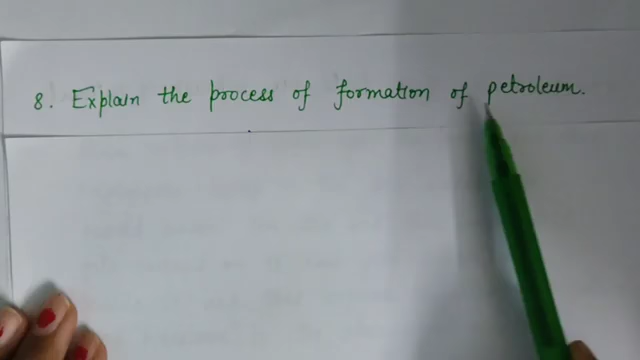 8. Explain the process of formation of petroleum.